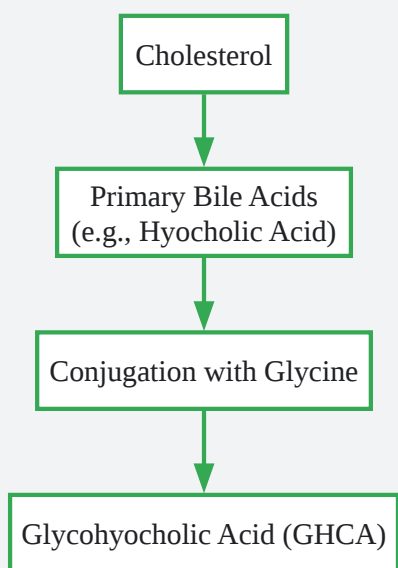 Cholesterol
Primary Bile Acids
(e.g., Hyocholic Acid)
Conjugation with Glycine
Glycohyocholic Acid (GHCA)